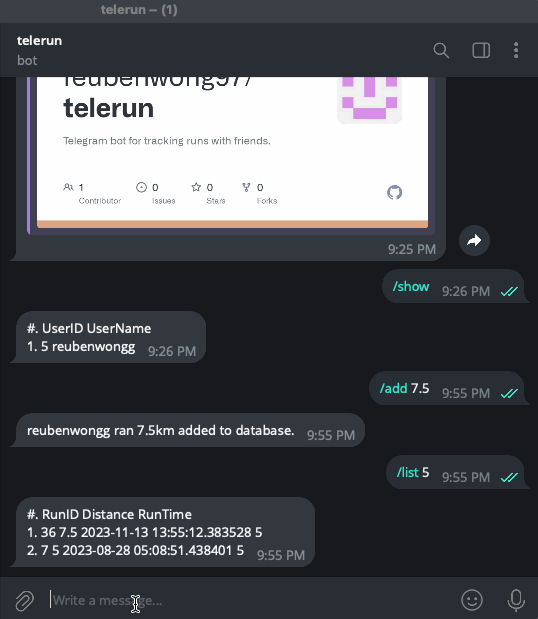 telerun – (1)
telerun
bot
reubenwong97/
telerun
Telegram bot for tracking runs with friends.
1
Contributor
0
Issues
0
Stars
0
Forks
9:25 PM
/show 9:26 PM
#. UserID UserName
1. 5 reubenwongg 9:26 PM
/add 7.5 9:55 PM
reubenwongg ran 7.5km added to database. 9:55 PM
/list 5 9:55 PM
#. RunID Distance RunTime
1. 36 7.5 2023-11-13 13:55:12.383528 5
2. 7 5 2023-08-28 05:08:51.438401 5 9:55 PM
Write a message...